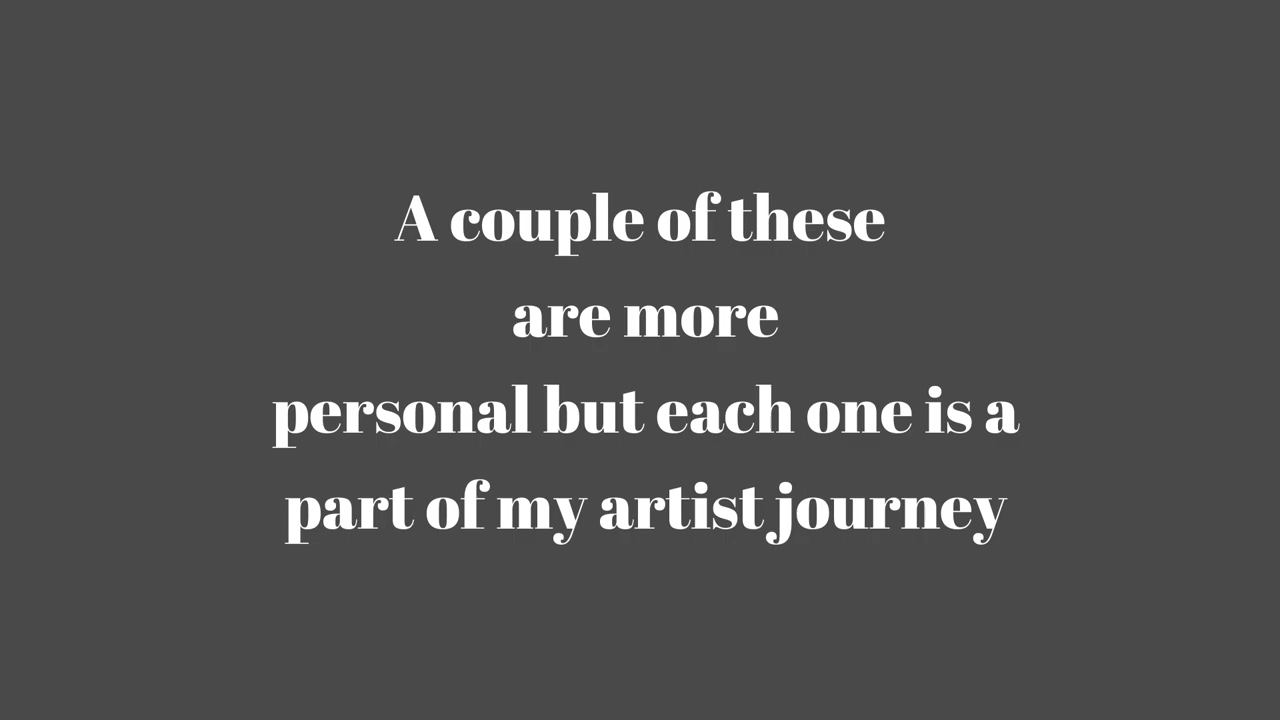 A couple of these
are more
personal but each one is a
part of my artist journey